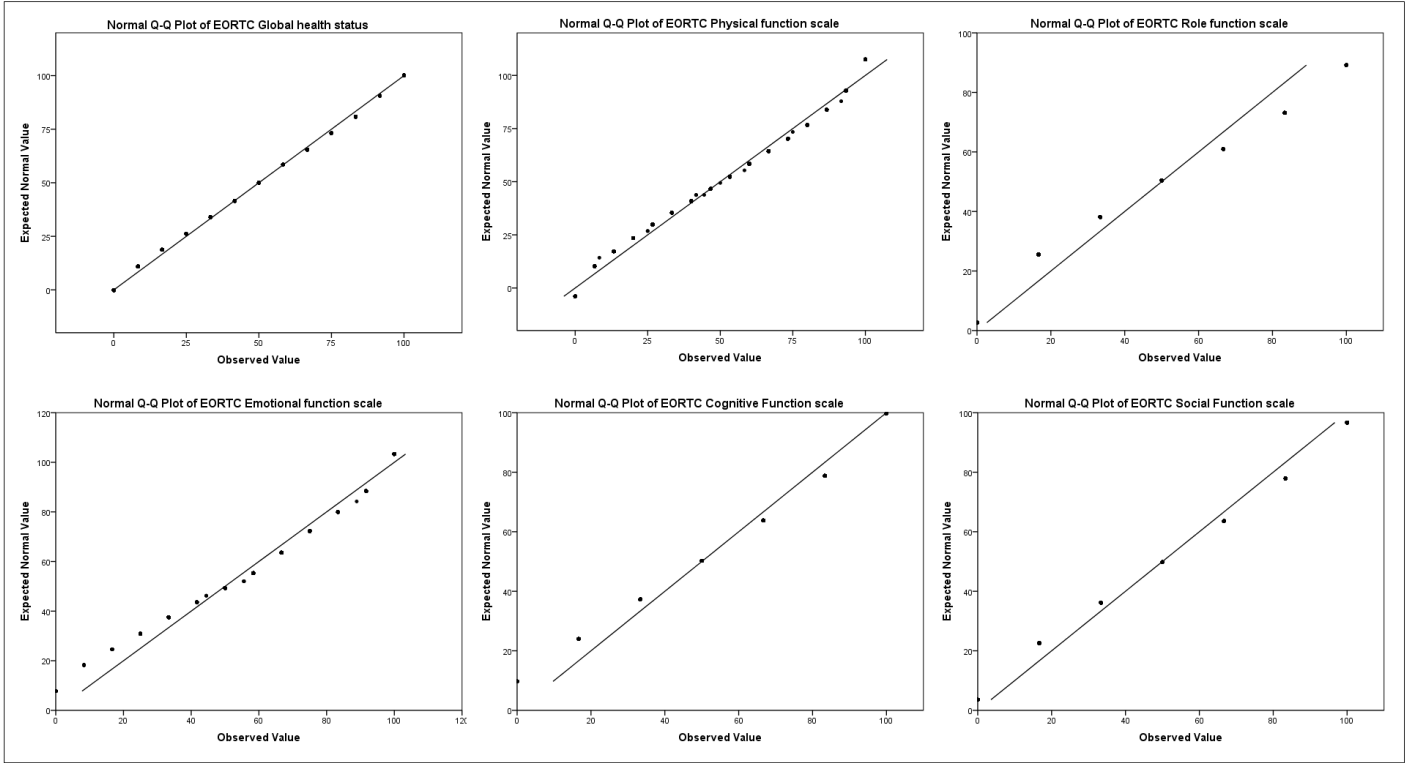 Normal Q-Q Plot of EORTC Global health status
100
75
50
25
0
Expected Normal Value
0 25 50 75 100
Observed Value
Normal Q-Q Plot of EORTC Physical function scale
100
75
50
25
0
Expected Normal Value
0 25 50 75 100
Observed Value
Normal Q-Q Plot of EORTC Role function scale
100
80
60
40
20
0
Expected Normal Value
0 20 40 60 80 100
Observed Value
Normal Q-Q Plot of EORTC Emotional function scale
120
100
80
60
40
20
0
Expected Normal Value
0 20 40 60 80 100 12
Observed Value
Normal Q-Q Plot of EORTC Cognitive Function scale
100
80
60
40
20
0
Expected Normal Value
0 20 40 60 80 100
Observed Value
Normal Q-Q Plot of EORTC Social Function scale
100
80
60
40
20
0
Expected Normal Value
0 20 40 60 80 100
Observed Value